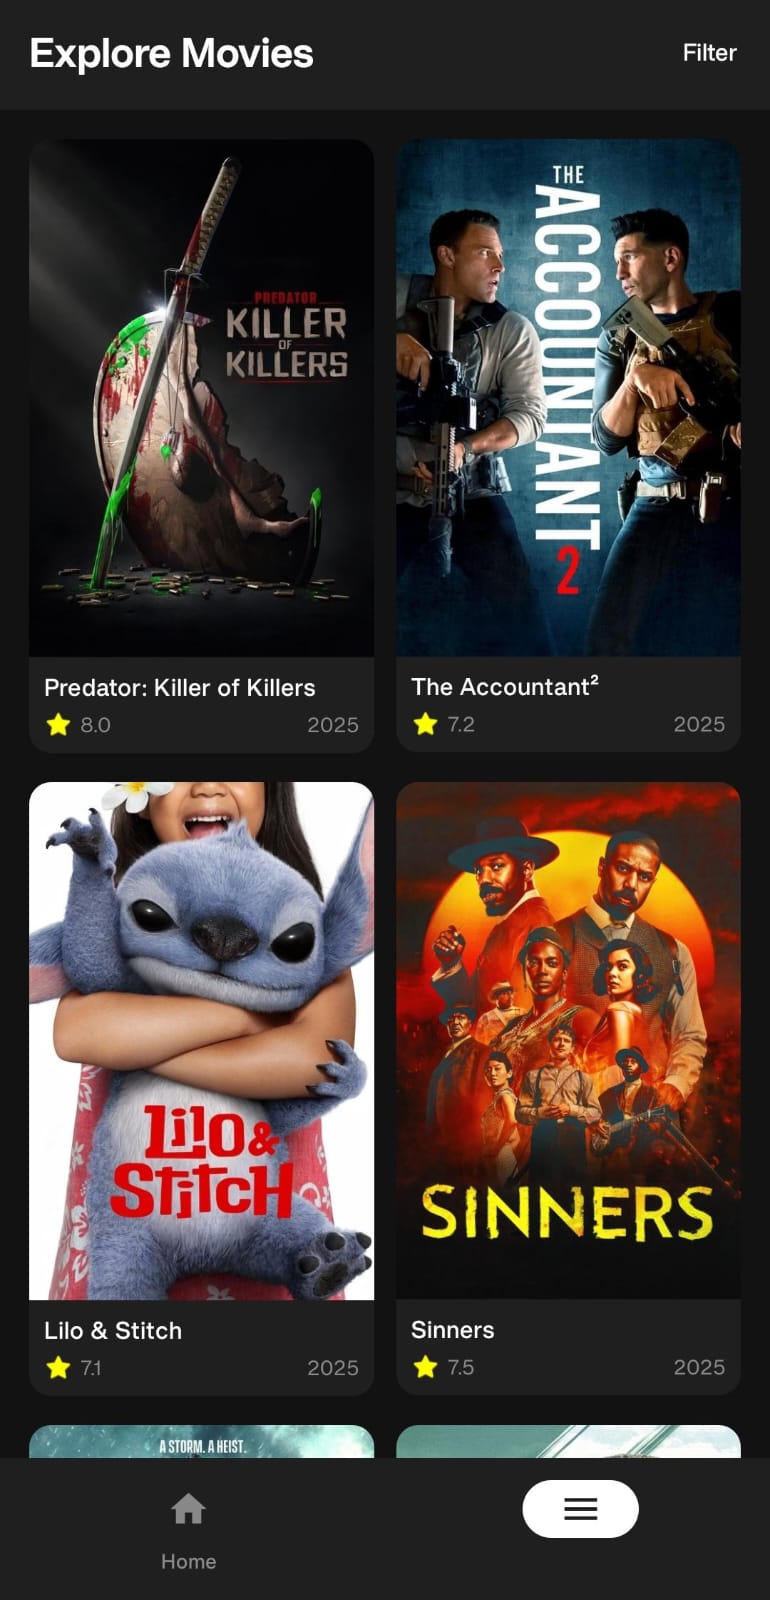 Explore Movies
Filter
PREDATOR
KILLER
OF
KILLERS
THE
ACCOUNTANT
2
Predator: Killer of Killers
8.0
2025
The Accountant²
7.2
2025
Lilo &
Stitch
SINNERS
Lilo & Stitch
7.1
2025
Sinners
7.5
2025
A STORM. A HEIST.
Home